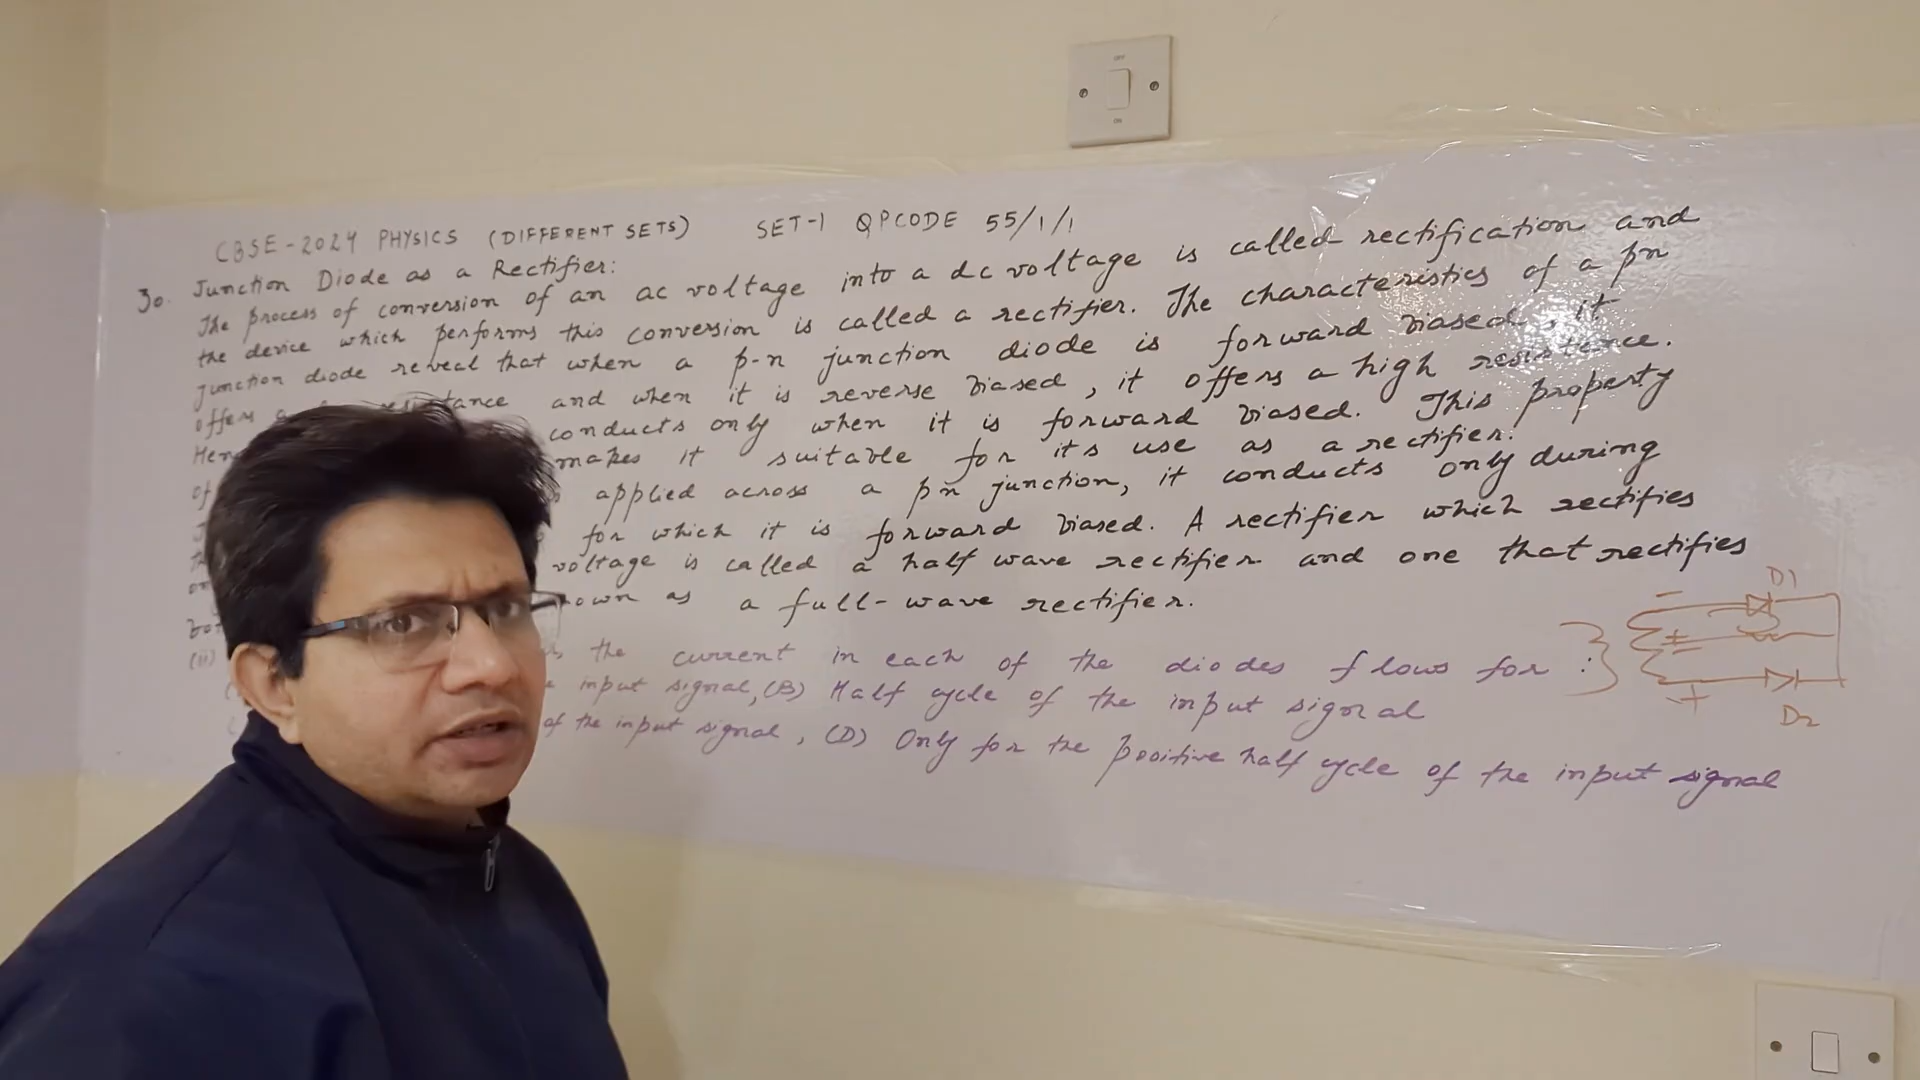 OFF
ON
CBSE-2024 PHYSICS (DIFFERENT SETS) SET-1 QPCODE 55/1/1
30. Junction Diode as a Rectifier:
The process of conversion of an ac voltage into a dc voltage is called rectification and
the device which performs this conversion is called a rectifier. The characteristics of a pn
junction diode reveal that when a p-n junction diode is forward biased, it
offers a resistance and when it is reverse biased, it offers a high resistance.
conducts only when it is forward biased. This property
of makes it suitable for its use as a rectifier.
applied across a pn junction, it conducts only during
for which it is forward biased. A rectifier which rectifies
voltage is called a half wave rectifier and one that rectifies
as a full-wave rectifier.
(ii) the current in each of the diodes flows for :
input signal, (B) Half cycle of the input signal
of the input signal, (D) Only for the positive half cycle of the input signal
D1
-
+
-
+
D2